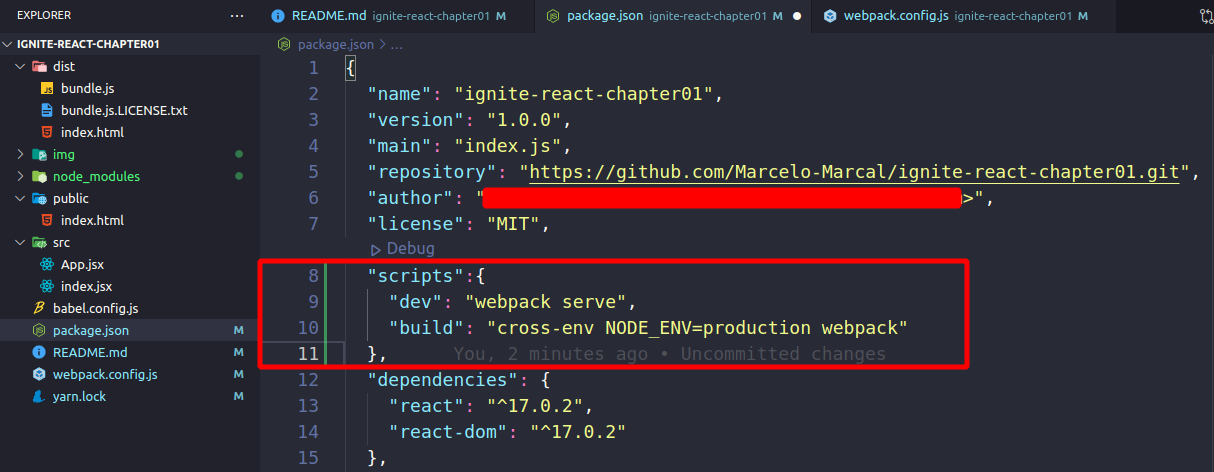 EXPLORER ...
README.md ignite-react-chapter01 M
package.json ignite-react-chapter01 M
webpack.config.js ignite-react-chapter01 M
IGNITE-REACT-CHAPTER01
dist
bundle.js
bundle.js.LICENSE.txt
index.html
img
node_modules
public
index.html
src
App.jsx
index.jsx
babel.config.js
package.json M
README.md M
webpack.config.js M
yarn.lock M
package.json > ...
1 {
2 "name": "ignite-react-chapter01",
3 "version": "1.0.0",
4 "main": "index.js",
5 "repository": "https://github.com/Marcelo-Marcal/ignite-react-chapter01.git",
6 "author": ">",
7 "license": "MIT",
Debug
8 "scripts":{
9 "dev": "webpack serve",
10 "build": "cross-env NODE_ENV=production webpack"
11 }, You, 2 minutes ago • Uncommitted changes
12 "dependencies": {
13 "react": "^17.0.2",
14 "react-dom": "^17.0.2"
15 },